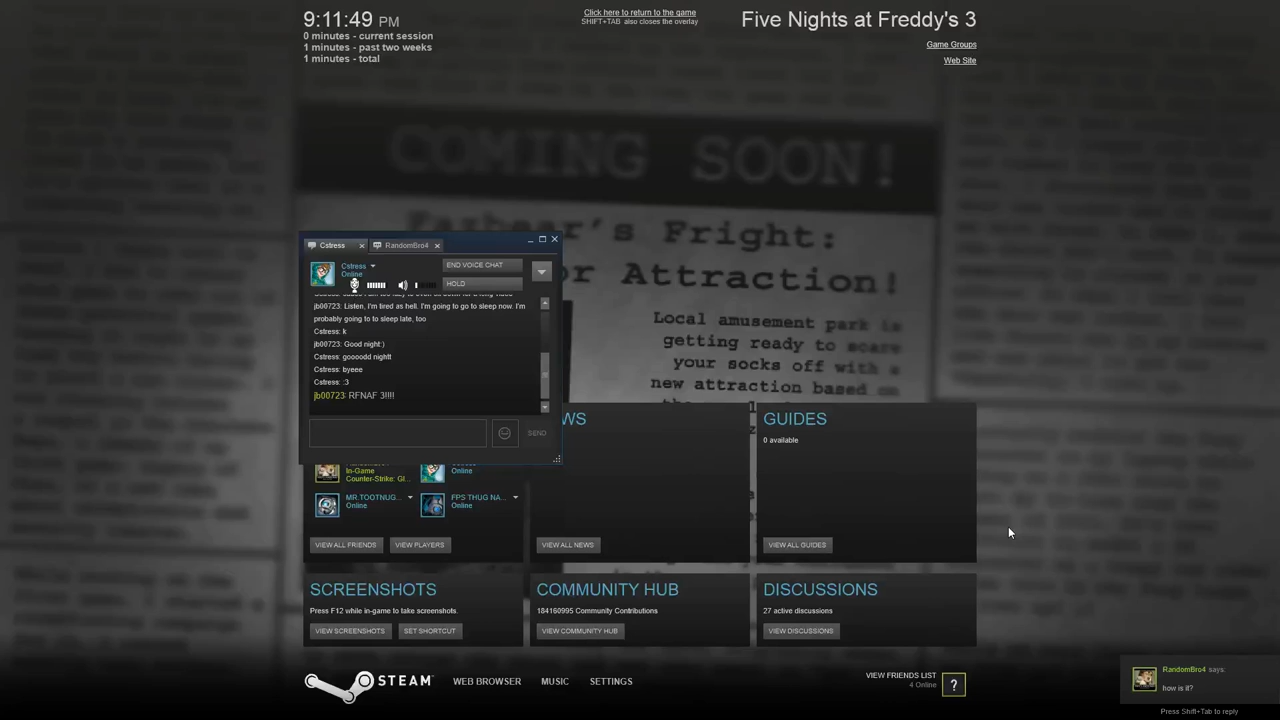 9:11:49 PM
0 minutes - current session
1 minutes - past two weeks
1 minutes - total
Click here to return to the game
SHIFT+TAB also closes the overlay
Five Nights at Freddy's 3
Game Groups
Web Site
COMING SOON!
Fazbear's Fright:
or Attraction!
Local amusement park is
getting ready to scare
your socks off with a
new attraction based on
Cstress
RandomBro4
Cstress
Online
END VOICE CHAT
HOLD
jb00723: Listen, I'm tired as hell. I'm going to go to sleep now. I'm
probably going to to sleep late, too
Cstress: k
jb00723: Good night:)
Cstress: goooodd nightt
Cstress: byeee
Cstress: :3
jb00723: RFNAF 3!!!!
SEND
WS
GUIDES
0 available
In-Game
Counter-Strike: Gl...
Online
MR.TOOTNUG...
Online
FPS THUG NA...
Online
VIEW ALL FRIENDS
VIEW PLAYERS
VIEW ALL NEWS
VIEW ALL GUIDES
SCREENSHOTS
Press F12 while in-game to take screenshots.
VIEW SCREENSHOTS
SET SHORTCUT
COMMUNITY HUB
184160995 Community Contributions
VIEW COMMUNITY HUB
DISCUSSIONS
27 active discussions
VIEW DISCUSSIONS
STEAM
WEB BROWSER
MUSIC
SETTINGS
VIEW FRIENDS LIST
4 Online
?
RandomBro4 says:
how is it?
Press Shift+Tab to reply